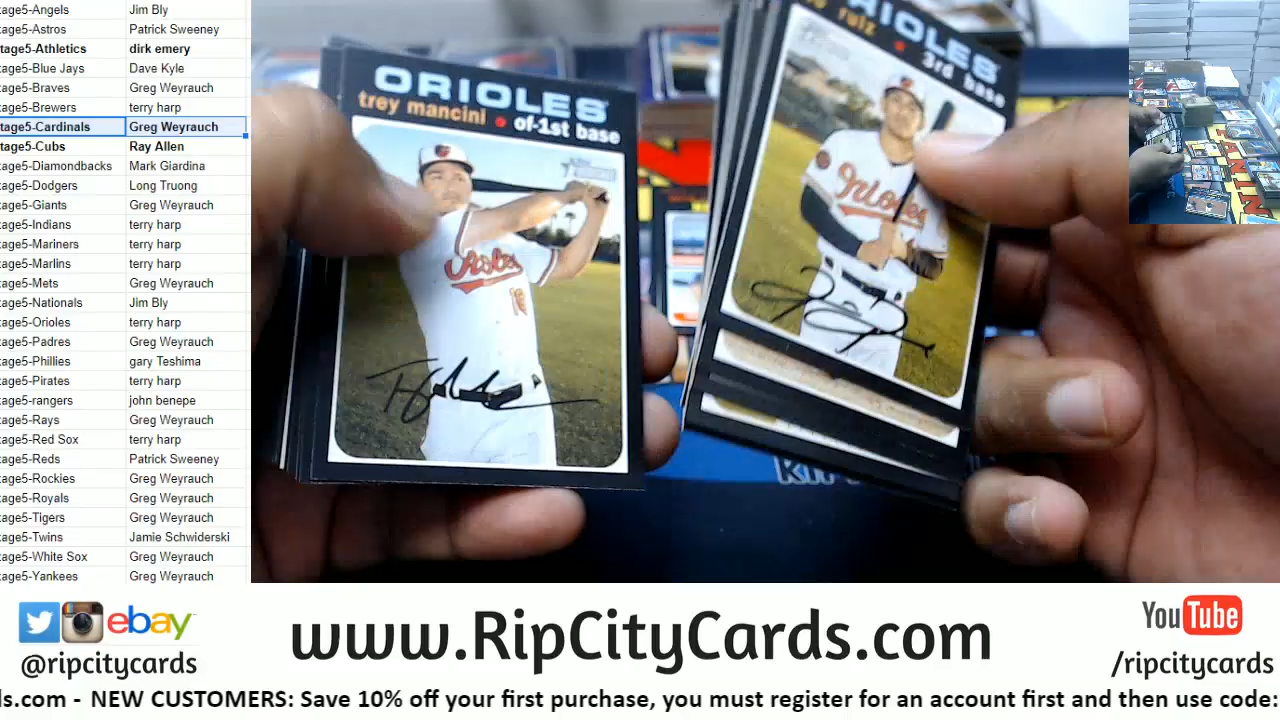 tage5-Angels Jim Bly
tage5-Astros Patrick Sweeney
tage5-Athletics dirk emery
tage5-Blue Jays Dave Kyle
tage5-Braves Greg Weyrauch
tage5-Brewers terry harp
tage5-Cardinals Greg Weyrauch
tage5-Cubs Ray Allen
tage5-Diamondbacks Mark Giardina
tage5-Dodgers Long Truong
tage5-Giants Greg Weyrauch
tage5-Indians terry harp
tage5-Mariners terry harp
tage5-Marlins terry harp
tage5-Mets Greg Weyrauch
tage5-Nationals Jim Bly
tage5-Orioles terry harp
tage5-Padres Greg Weyrauch
tage5-Phillies gary Teshima
tage5-Pirates terry harp
tage5-rangers john benepe
tage5-Rays Greg Weyrauch
tage5-Red Sox terry harp
tage5-Reds Patrick Sweeney
tage5-Rockies Greg Weyrauch
tage5-Royals Greg Weyrauch
tage5-Tigers Greg Weyrauch
tage5-Twins Jamie Schwiderski
tage5-White Sox Greg Weyrauch
tage5-Yankees Greg Weyrauch
ORIOLES
trey mancini • of-1st base
Orioles
16
RIOLES
ruiz • 3rd base
Orioles
ebay
@ripcitycards
www.RipCityCards.com
YouTube
/ripcitycards
ds.com - NEW CUSTOMERS: Save 10% off your first purchase, you must register for an account first and then use code: